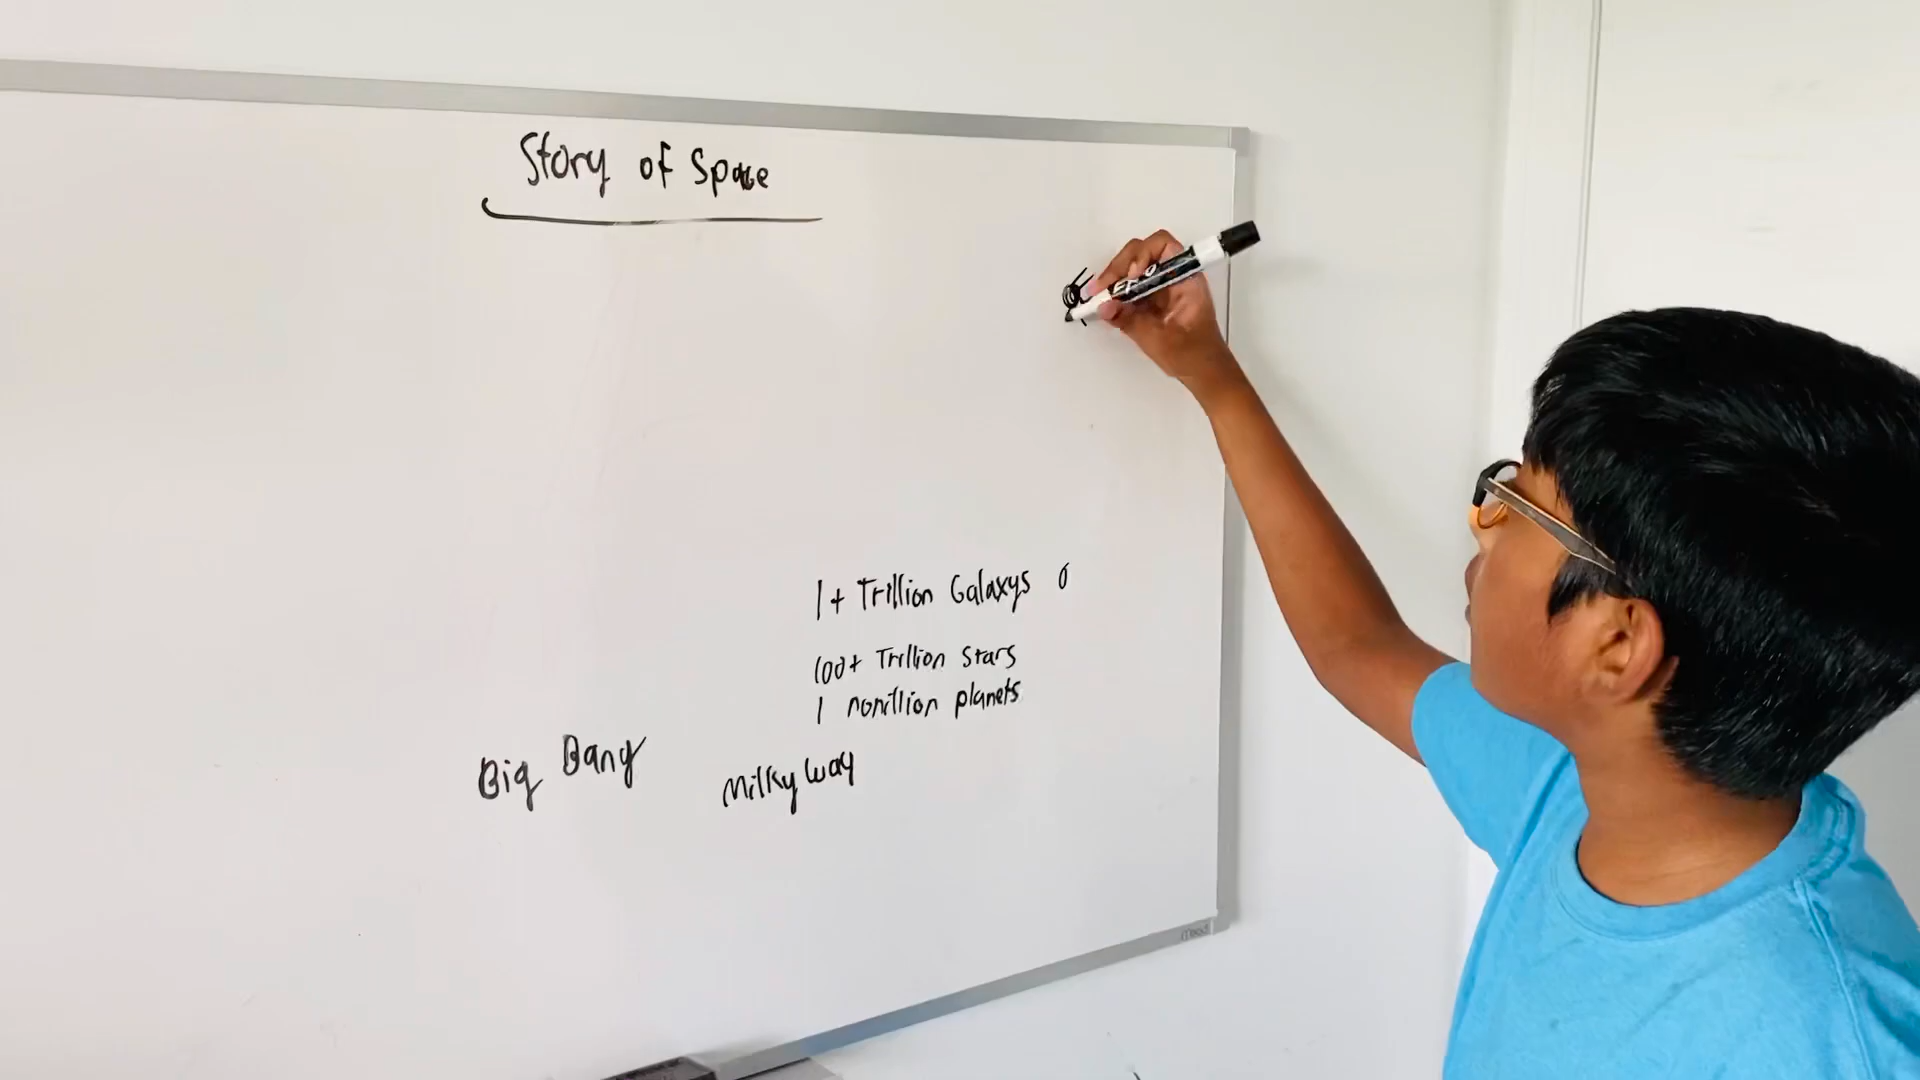 Story of Space
1+ Trillion Galaxys
100+ Trillion Stars
1 nonillion planets
Big Bang
Milky Way